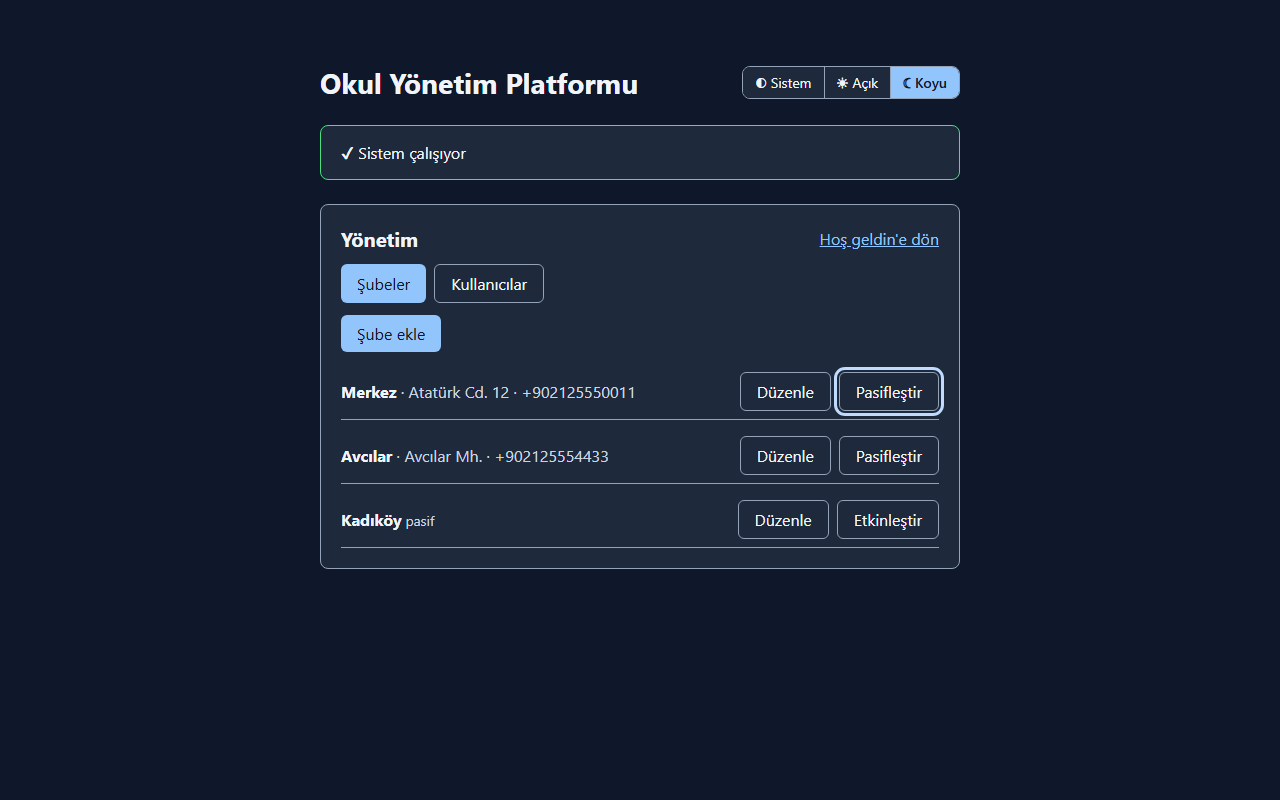 Okul Yönetim Platformu
◐ Sistem ☀ Açık ☾ Koyu
✓ Sistem çalışıyor
Yönetim Hoş geldin'e dön
Şubeler Kullanıcılar
Şube ekle
Merkez · Atatürk Cd. 12 · +902125550011 Düzenle Pasifleştir
Avcılar · Avcılar Mh. · +902125554433 Düzenle Pasifleştir
Kadıköy pasif Düzenle Etkinleştir